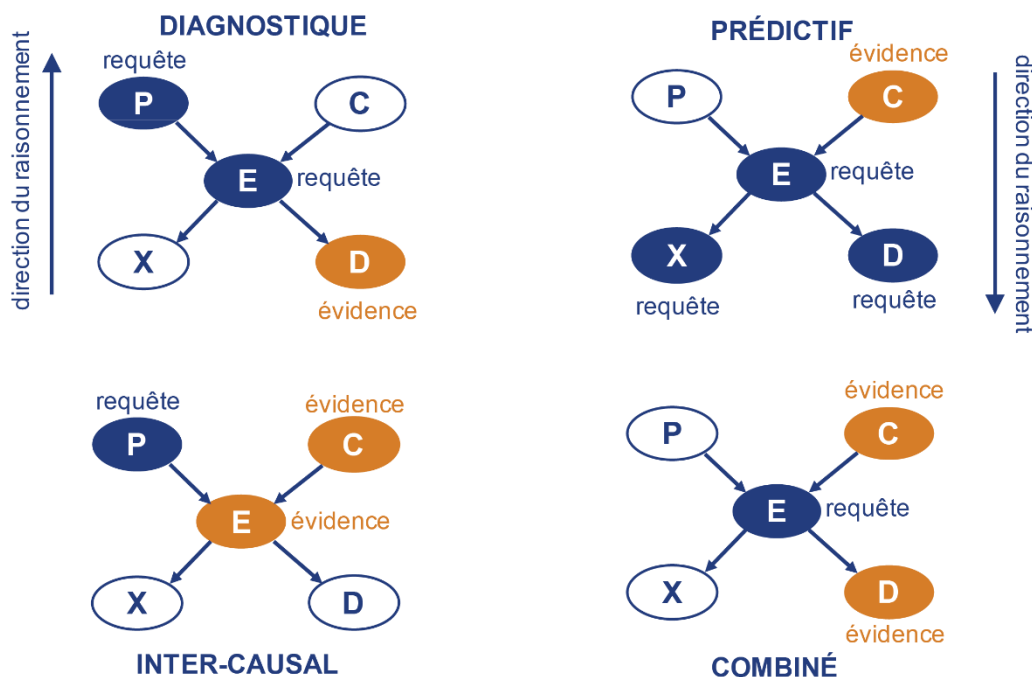 DIAGNOSTIQUE
requête
P
C
E
requête
X
D
évidence
direction du raisonnement
PRÉDICTIF
évidence
P
C
E
requête
X
D
requête
requête
direction du raisonnement
requête
évidence
P
C
E
évidence
X
D
INTER-CAUSAL
évidence
P
C
E
requête
X
D
évidence
COMBINÉ